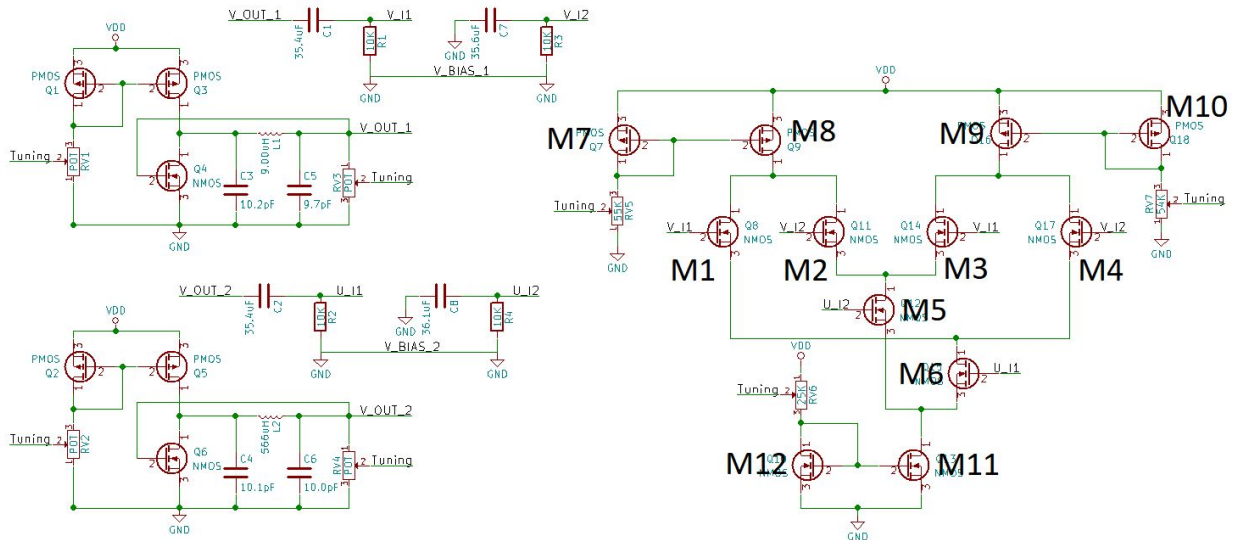 V_OUT_1
35.4uF
C1
V_I1
10K
R1
V_BIAS_1
GND
GND
35.6uF
C7
V_I2
10K
R3
GND
VDD
PMOS
Q1
PMOS
Q3
Tuning
POT
RV1
Q4
NMOS
9.00uH
L1
C3
10.2pF
C5
9.7pF
V_OUT_1
RV3
POT
Tuning
GND
V_OUT_2
35.4uF
C2
U_I1
10K
R2
V_BIAS_2
GND
GND
36.1uF
C8
U_I2
10K
R4
GND
VDD
PMOS
Q2
PMOS
Q5
Tuning
POT
RV2
Q6
NMOS
566uH
L2
C4
10.1pF
C6
10.0pF
V_OUT_2
RV4
POT
Tuning
GND
VDD
M7
PMOS
Q7
M8
Q9
M9
M10
PMOS
Q18
Tuning
55K
RV5
GND
RV7
54K
Tuning
GND
V_I1
Q8
NMOS
M1
V_I2
Q11
NMOS
M2
Q14
NMOS
V_I1
M3
Q17
NMOS
V_I2
M4
U_I2
M5
NMOS
M6
NMOS
U_I1
VDD
Tuning
25K
RV6
M12
M11
GND